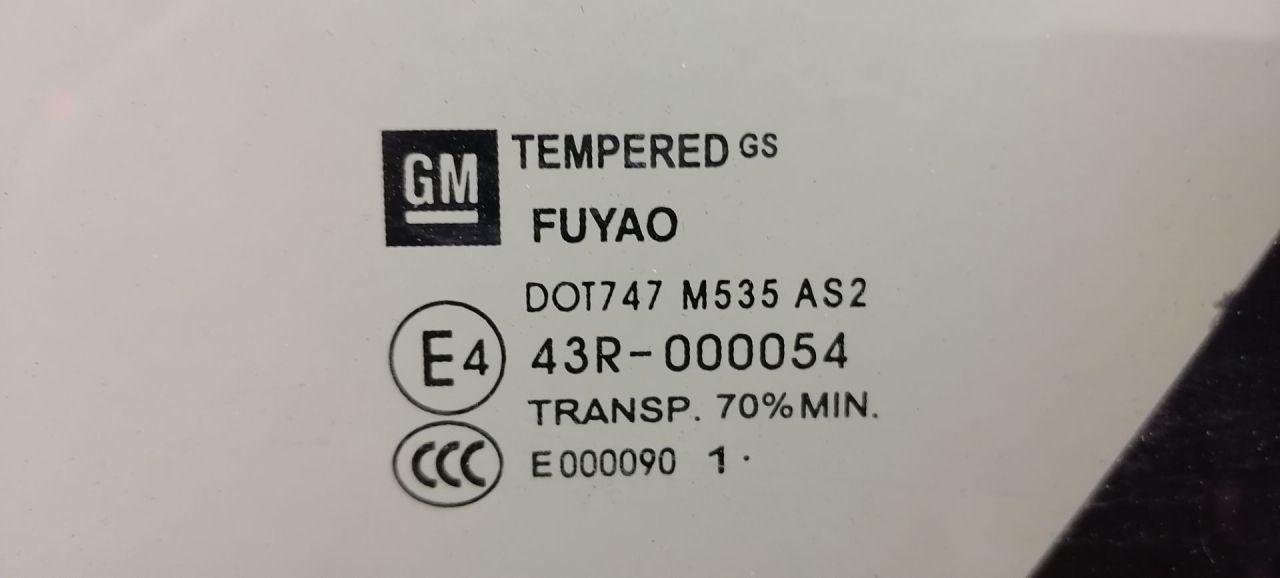 GM TEMPERED GS
FUYAO
DOT747 M535 AS2
E4 43R-000054
TRANSP. 70% MIN.
CCC E000090 1 ·